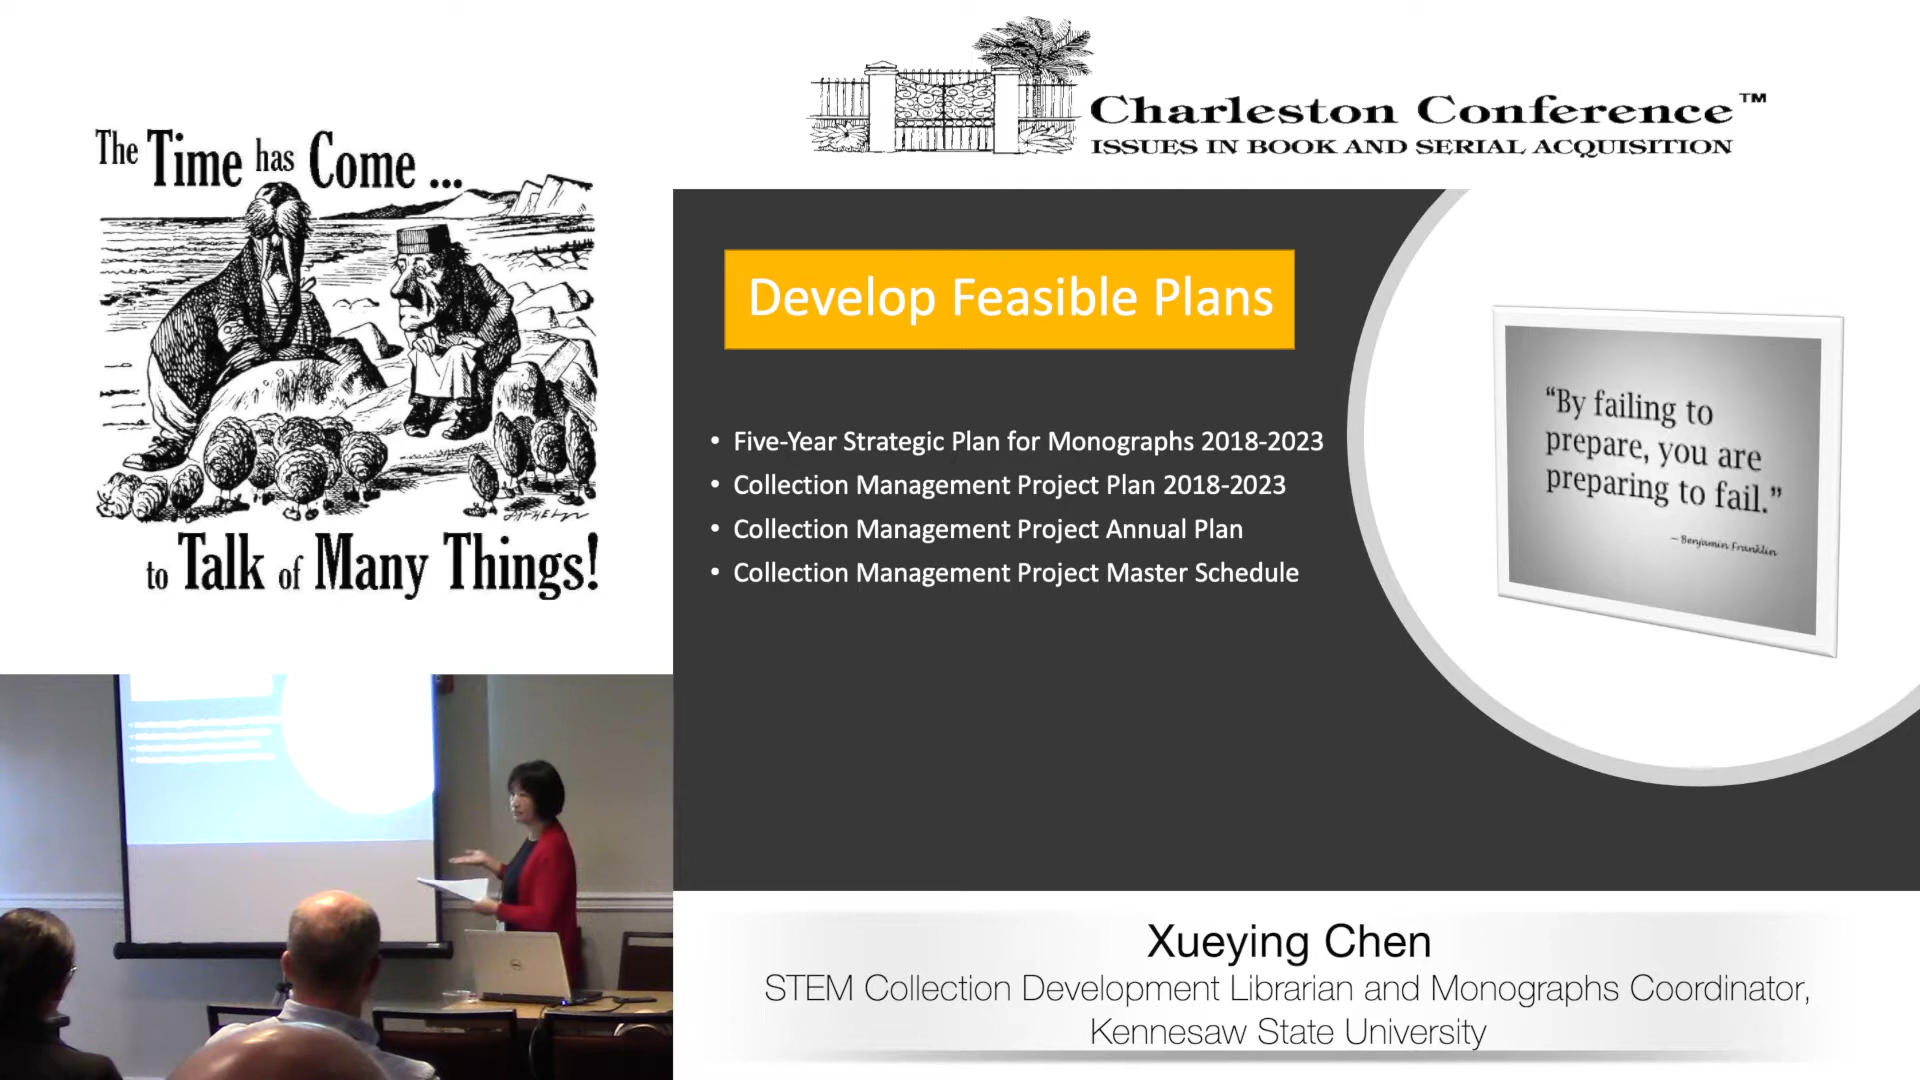 The Time has Come ...
to Talk of Many Things!
Charleston Conference™
ISSUES IN BOOK AND SERIAL ACQUISITION
Develop Feasible Plans
• Five-Year Strategic Plan for Monographs 2018-2023
• Collection Management Project Plan 2018-2023
• Collection Management Project Annual Plan
• Collection Management Project Master Schedule
“By failing to
prepare, you are
preparing to fail.”
– Benjamin Franklin
Xueying Chen
STEM Collection Development Librarian and Monographs Coordinator,
Kennesaw State University